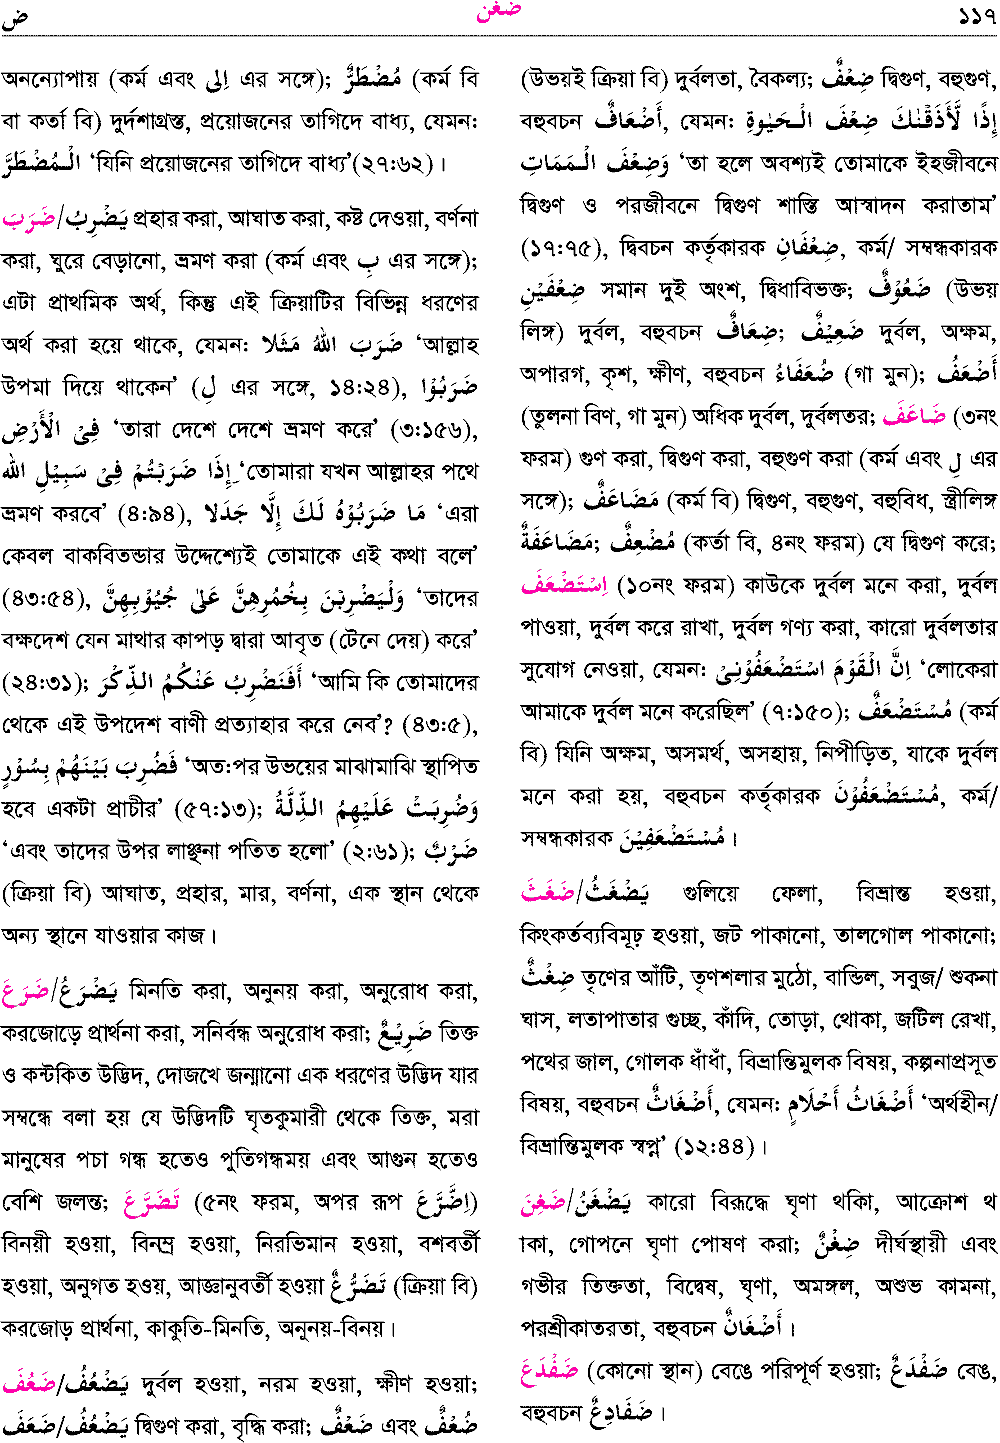 ض ضغن ১১৭
অনন্যোপায় (কর্ম এবং اِلٰى এর সঙ্গে); مُضْطَرٌّ (কর্ম বি
বা কর্তা বি) দুর্দশাগ্রস্ত, প্রয়োজনের তাগিদে বাধ্য, যেমন:
الْمُضْطَرَّ ‘যিনি প্রয়োজনের তাগিদে বাধ্য’(২৭:৬২)।
ضَرَبَ/يَضْرِبُ প্রহার করা, আঘাত করা, কষ্ট দেওয়া, বর্ণনা
করা, ঘুরে বেড়ানো, ভ্রমণ করা (কর্ম এবং بِ এর সঙ্গে);
এটা প্রাথমিক অর্থ, কিন্তু এই ক্রিয়াটির বিভিন্ন ধরণের
অর্থ করা হয়ে থাকে, যেমন: ضَرَبَ اللهُ مَثَلا ‘আল্লাহ
উপমা দিয়ে থাকেন’ (لِ এর সঙ্গে, ১৪:২৪), ضَرَبُوْا
فِىْ الْأَرْضِ ‘তারা দেশে দেশে ভ্রমণ করে’ (৩:১৫৬),
إِذَا ضَرَبْتُمْ فِىْ سَبِيْلِ اللهِ ‘তোমারা যখন আল্লাহর পথে
ভ্রমণ করবে’ (৪:৯৪), مَا ضَرَبُوْهُ لَكَ إِلَّا جَدَلا ‘এরা
কেবল বাকবিতন্ডার উদ্দেশ্যেই তোমাকে এই কথা বলে’
(৪৩:৫৪), وَلْيَضْرِبْنَ بِخُمُرِهِنَّ عَلىٰ جُيُوْبِهِنَّ ‘তাদের
বক্ষদেশ যেন মাথার কাপড় দ্বারা আবৃত (টেনে দেয়) করে’
(২৪:৩১); أَفَنَضْرِبُ عَنْكُمُ الذِّكْرَ ‘আমি কি তোমাদের
থেকে এই উপদেশ বাণী প্রত্যাহার করে নেব’? (৪৩:৫),
فَضُرِبَ بَيْنَهُمْ بِسُوْرٍ ‘অত:পর উভয়ের মাঝামাঝি স্থাপিত
হবে একটা প্রাচীর’ (৫৭:১৩); وَضُرِبَتْ عَلَيْهِمُ الذِّلَّةُ
‘এবং তাদের উপর লাঞ্ছনা পতিত হলো’ (২:৬১); ضَرْبٌ
(ক্রিয়া বি) আঘাত, প্রহার, মার, বর্ণনা, এক স্থান থেকে
অন্য স্থানে যাওয়ার কাজ।
ضَرَعَ/يَضْرَعُ মিনতি করা, অনুনয় করা, অনুরোধ করা,
করজোড়ে প্রার্থনা করা, সনির্বন্ধ অনুরোধ করা; ضَرِيْعٌ তিক্ত
ও কন্টকিত উদ্ভিদ, দোজখে জন্মানো এক ধরণের উদ্ভিদ যার
সম্বন্ধে বলা হয় যে উদ্ভিদটি ঘৃতকুমারী থেকে তিক্ত, মরা
মানুষের পচা গন্ধ হতেও পুতিগন্ধময় এবং আগুন হতেও
বেশি জলন্ত; تَضَرَّعَ (৫নং ফরম, অপর রূপ اِضَّرَّعَ)
বিনয়ী হওয়া, বিনম্র হওয়া, নিরভিমান হওয়া, বশবর্তী
হওয়া, অনুগত হওয়, আজ্ঞানুবর্তী হওয়া تَضَرُّعٌ (ক্রিয়া বি)
করজোড় প্রার্থনা, কাকুতি-মিনতি, অনুনয়-বিনয়।
ضَعُفَ/يَضْعُفُ দুর্বল হওয়া, নরম হওয়া, ক্ষীণ হওয়া;
ضَعَفَ/يَضْعُفُ দ্বিগুণ করা, বৃদ্ধি করা; ضَعْفٌ এবং ضُعْفٌ
(উভয়ই ক্রিয়া বি) দুর্বলতা, বৈকল্য; ضِعْفٌ দ্বিগুণ, বহুগুণ,
বহুবচন أَضْعَافٌ, যেমন: إِذًا لَّأَذَقْنٰكَ ضِعْفَ الْحَيٰوةِ
وَضِعْفَ الْمَمَاتِ ‘তা হলে অবশ্যই তোমাকে ইহজীবনে
দ্বিগুণ ও পরজীবনে দ্বিগুণ শাস্তি আস্বাদন করাতাম’
(১৭:৭৫), দ্বিবচন কর্তৃকারক ضِعْفَانِ, কর্ম/ সম্বন্ধকারক
ضِعْفَيْنِ সমান দুই অংশ, দ্বিধাবিভক্ত; ضَعُوْفٌ (উভয়
লিঙ্গ) দুর্বল, বহুবচন ضِعَافٌ; ضَعِيْفٌ দুর্বল, অক্ষম,
অপারগ, কৃশ, ক্ষীণ, বহুবচন ضُعَفَاءُ (গা মুন); أَضْعَفُ
(তুলনা বিণ, গা মুন) অধিক দুর্বল, দুর্বলতর; ضَاعَفَ (৩নং
ফরম) গুণ করা, দ্বিগুণ করা, বহুগুণ করা (কর্ম এবং لِ এর
সঙ্গে); مَضَاعَفٌ (কর্ম বি) দ্বিগুণ, বহুগুণ, বহুবিধ, স্ত্রীলিঙ্গ
مَضَاعَفَةٌ; مُضْعِفٌ (কর্তা বি, ৪নং ফরম) যে দ্বিগুণ করে;
اِسْتَضْعَفَ (১০নং ফরম) কাউকে দুর্বল মনে করা, দুর্বল
পাওয়া, দুর্বল করে রাখা, দুর্বল গণ্য করা, কারো দুর্বলতার
সুযোগ নেওয়া, যেমন: اِنَّ الْقَوْمَ اسْتَضْعَفُوْنِىْ ‘লোকেরা
আমাকে দুর্বল মনে করেছিল’ (৭:১৫০); مُسْتَضْعَفٌ (কর্ম
বি) যিনি অক্ষম, অসমর্থ, অসহায়, নিপীড়িত, যাকে দুর্বল
মনে করা হয়, বহুবচন কর্তৃকারক مُسْتَضْعَفُوْنَ, কর্ম/
সম্বন্ধকারক مُسْتَضْعَفِيْنَ।
ضَغَثَ/يَضْغَثُ গুলিয়ে ফেলা, বিভ্রান্ত হওয়া,
কিংকর্তব্যবিমূঢ় হওয়া, জট পাকানো, তালগোল পাকানো;
ضِغْثٌ তৃণের আঁটি, তৃণশলার মুঠো, বান্ডিল, সবুজ/ শুকনা
ঘাস, লতাপাতার গুচ্ছ, কাঁদি, তোড়া, থোকা, জটিল রেখা,
পথের জাল, গোলক ধাঁধাঁ, বিভ্রান্তিমুলক বিষয়, কল্পনাপ্রসূত
বিষয়, বহুবচন أَضْغَاثٌ, যেমন: أَضْغَاثُ أَحْلَامٍ ‘অর্থহীন/
বিভ্রান্তিমুলক স্বপ্ন’ (১২:৪৪)।
ضَغِنَ/يَضْغَنُ কারো বিরূদ্ধে ঘৃণা থকিা, আক্রোশ থ
াকা, গোপনে ঘৃণা পোষণ করা; ضِغْنٌ দীর্ঘস্থায়ী এবং
গভীর তিক্ততা, বিদ্বেষ, ঘৃণা, অমঙ্গল, অশুভ কামনা,
পরশ্রীকাতরতা, বহুবচন أَضْغَانٌ।
ضَفْدَعَ (কোনো স্থান) বেঙে পরিপূর্ণ হওয়া; ضَفْدَعٌ বেঙ,
বহুবচন ضَفَادِعٌ।